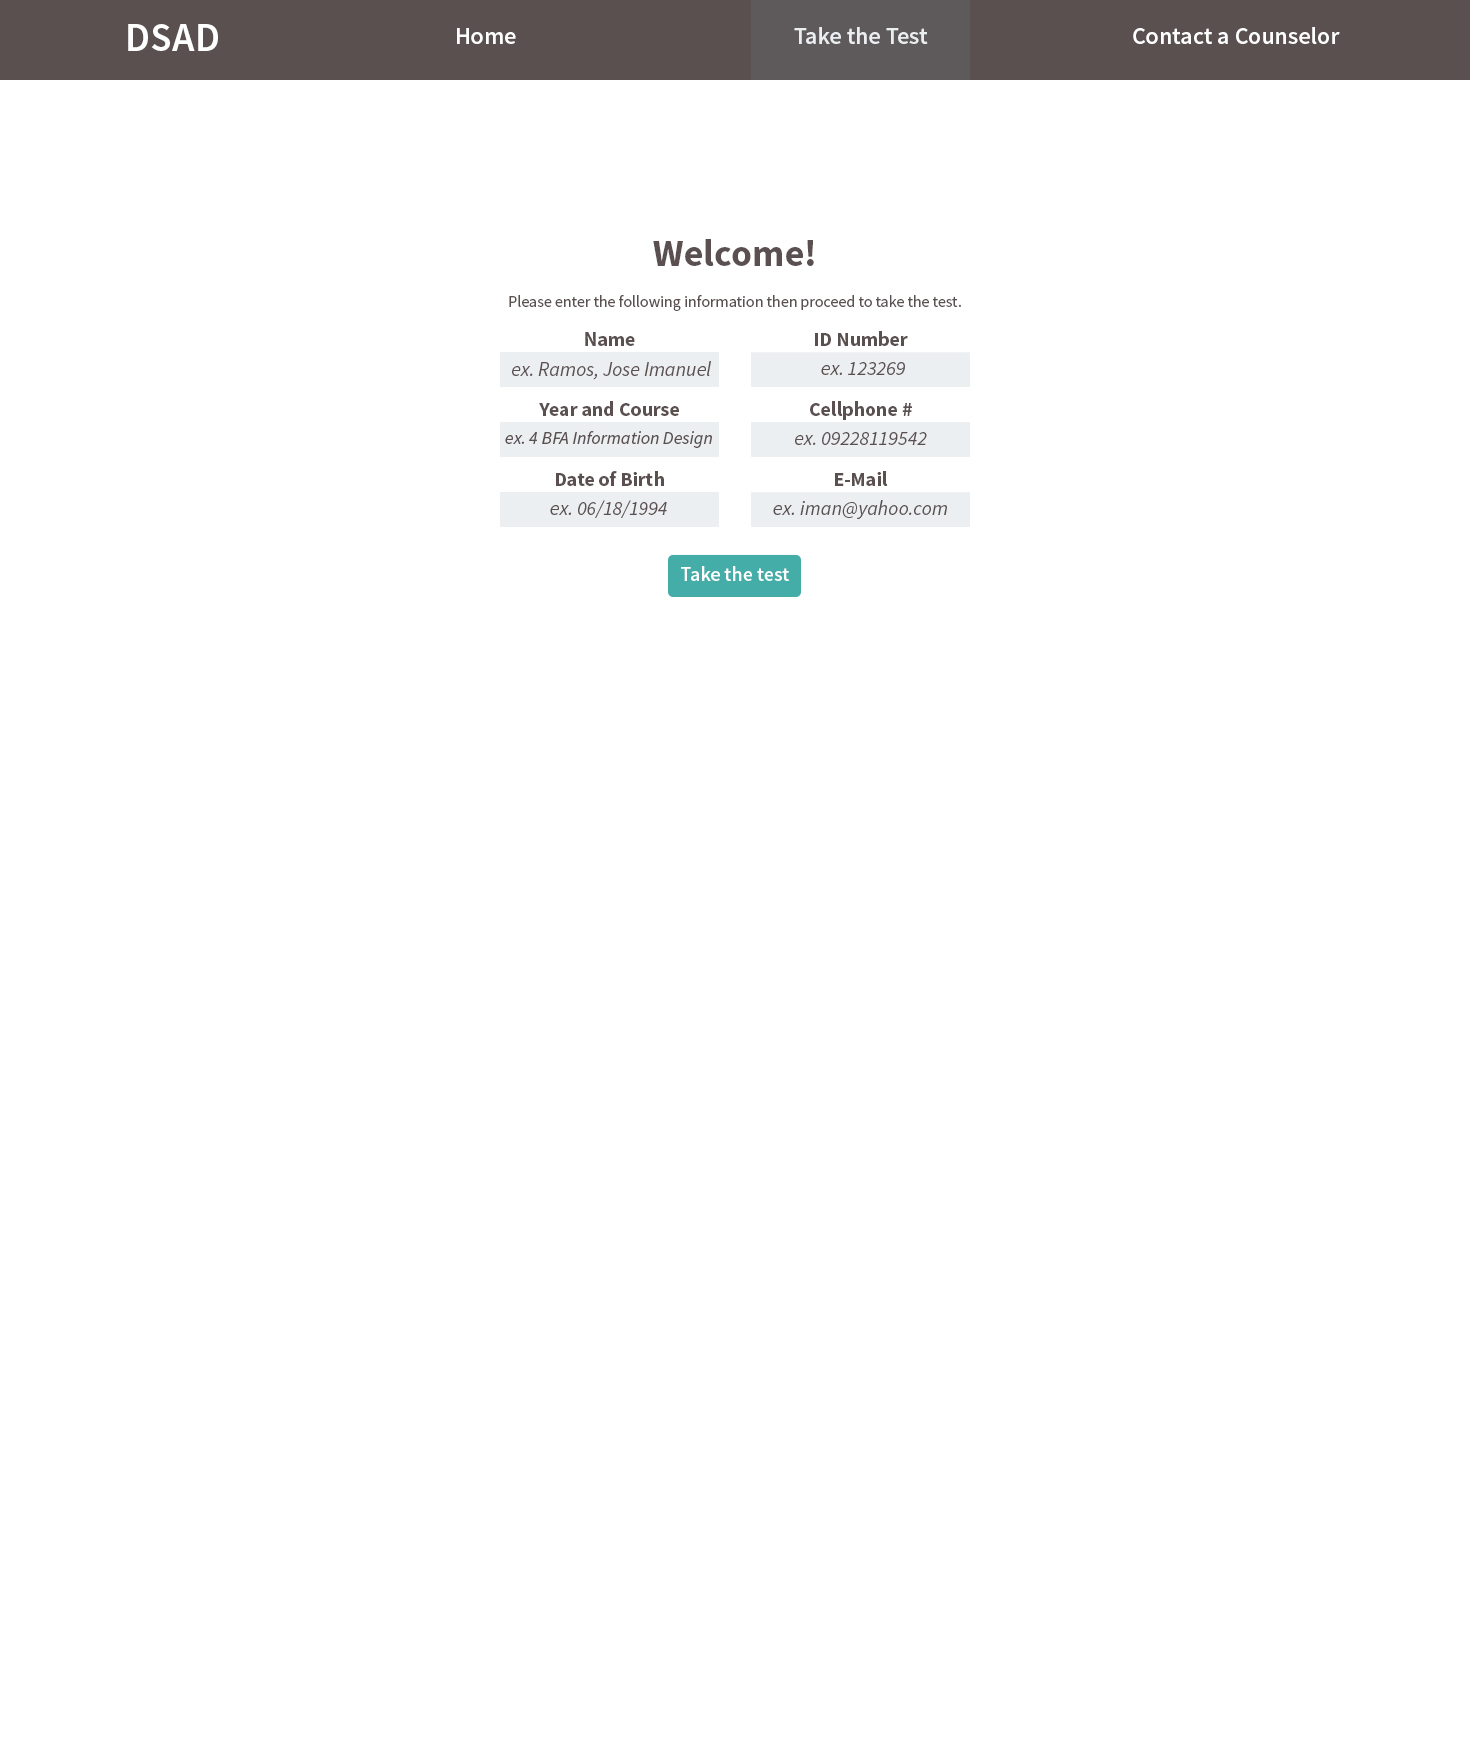 DSAD
Home
Take the Test
Contact a Counselor
Welcome!
Please enter the following information then proceed to take the test.
Name
ID Number
ex. Ramos, Jose Imanuel
ex. 123269
Year and Course
Cellphone #
ex. 4 BFA Information Design
ex. 09228119542
Date of Birth
E-Mail
ex. 06/18/1994
ex. iman@yahoo.com
Take the test